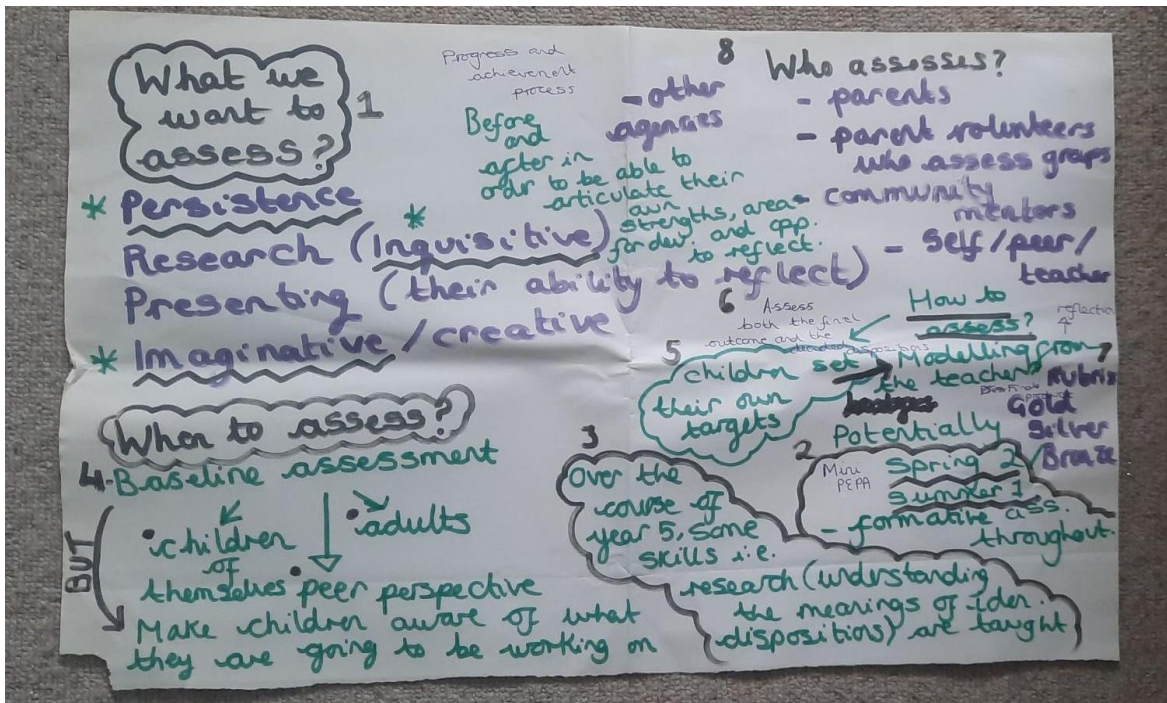 What we
want to
assess?
1
* Persistence
*
Research (Inquisitive)
Presenting (their ability to reflect)
* Imaginative / creative
Progress and
achievement
process
Before
and
after in
order to be able to
articulate their
own
strengths, areas
for dev. and opp.
to reflect.
8
Who assesses?
- parents
- parent volunteers
who assess groups
- community
mentors
- Self / peer /
teacher
- other
agencies
6
How to
assess?
Assess
both the final
outcome and the
dispositions
reflection
5
children set
their own
targets
Modelling from
the teachers
7
Rubrix
Gold
Silver
Bronze
Potentially
2
Mini
PEPA
Spring 2
Summer 1
- formative ass.
throughout.
3
Over the
course of
year 5, some
skills i.e.
research (understanding
the meanings of iden.
dispositions) are taught
When to assess?
4. Baseline assessment
• children
of
themselves
• peer perspective
• adults
BUT
Make children aware of what
they are going to be working on